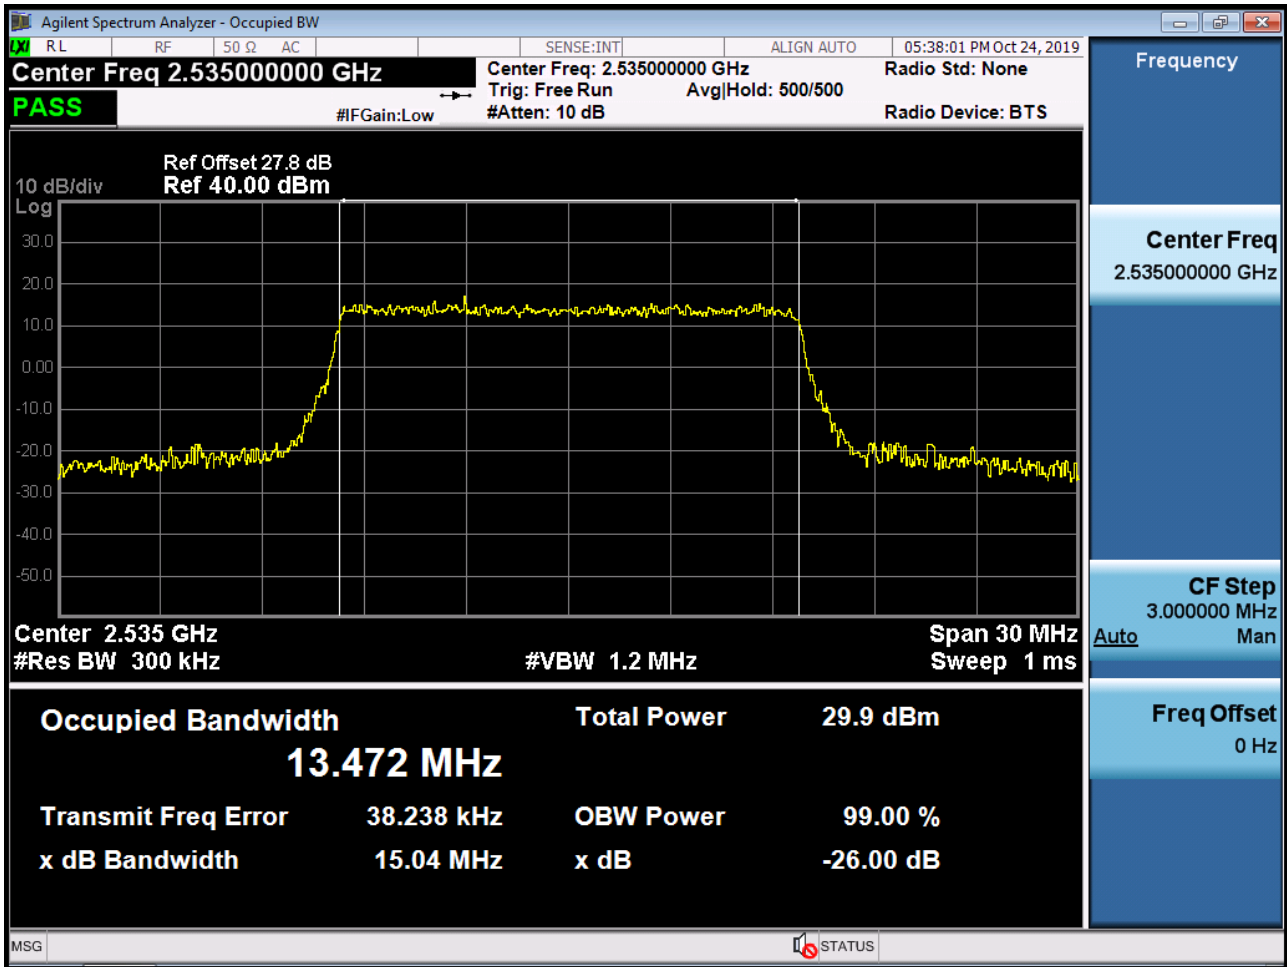 Agilent Spectrum Analyzer - Occupied BW
LXI RL RF 50 Ω AC SENSE:INT ALIGN AUTO 05:38:01 PM Oct 24, 2019
Center Freq 2.535000000 GHz
Center Freq: 2.535000000 GHz
Radio Std: None
Trig: Free Run Avg|Hold: 500/500
PASS
#IFGain:Low
#Atten: 10 dB
Radio Device: BTS
Ref Offset 27.8 dB
10 dB/div Ref 40.00 dBm
Log
30.0
20.0
10.0
0.00
-10.0
-20.0
-30.0
-40.0
-50.0
Center 2.535 GHz Span 30 MHz
#Res BW 300 kHz #VBW 1.2 MHz Sweep 1 ms
Occupied Bandwidth Total Power 29.9 dBm
13.472 MHz
Transmit Freq Error 38.238 kHz OBW Power 99.00 %
x dB Bandwidth 15.04 MHz x dB -26.00 dB
Frequency
Center Freq
2.535000000 GHz
CF Step
3.000000 MHz
Auto Man
Freq Offset
0 Hz
MSG STATUS